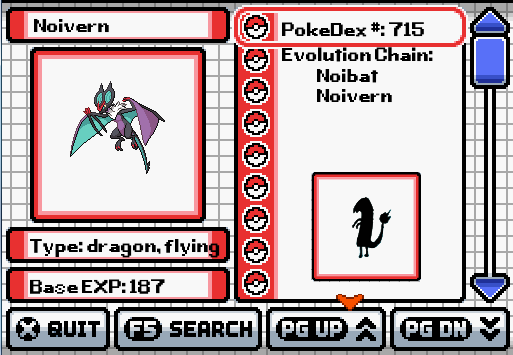 Noivern
PokeDex #: 715
Evolution Chain:
Noibat
Noivern
Type: dragon, flying
Base EXP: 187
X QUIT
F5 SEARCH
PG UP
PG DN